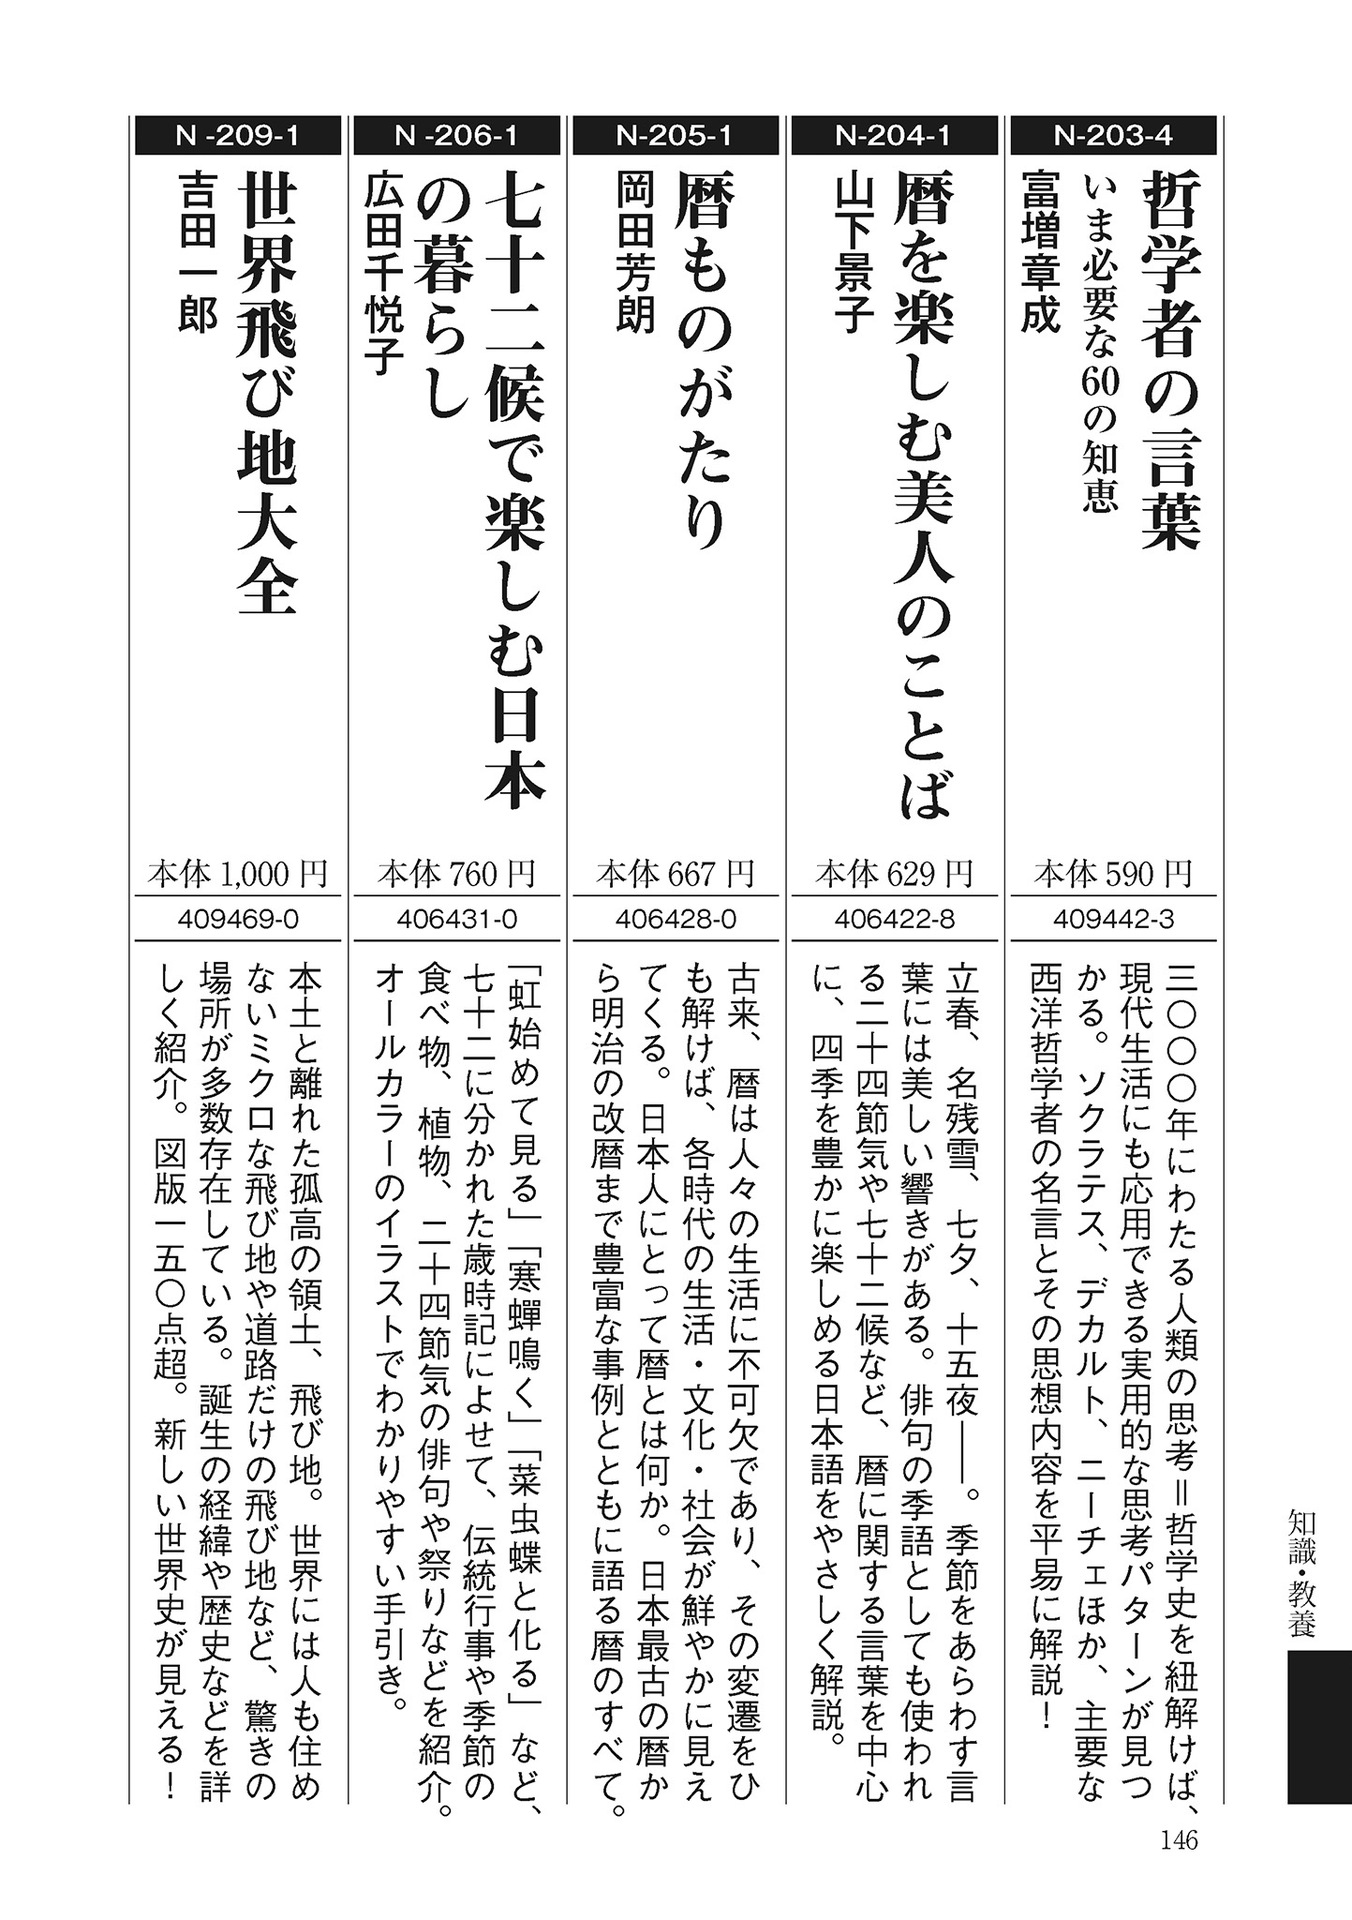 N-203-4
哲学者の言葉
いま必要な60の知恵
富増章成
本体 590 円
409442-3
三〇〇〇年にわたる人類の思考＝哲学史を紐解けば、
現代生活にも応用できる実用的な思考パターンが見つ
かる。ソクラテス、デカルト、ニーチェほか、主要な
西洋哲学者の名言とその思想内容を平易に解説！
N-204-1
暦を楽しむ美人のことば
山下景子
本体 629 円
406422-8
立春、名残雪、七夕、十五夜――。季節をあらわす言
葉には美しい響きがある。俳句の季語としても使われ
る二十四節気や七十二候など、暦に関する言葉を中心
に、四季を豊かに楽しめる日本語をやさしく解説。
N-205-1
暦ものがたり
岡田芳朗
本体 667 円
406428-0
古来、暦は人々の生活に不可欠であり、その変遷をひ
も解けば、各時代の生活・文化・社会が鮮やかに見え
てくる。日本人にとって暦とは何か。日本最古の暦か
ら明治の改暦まで豊富な事例とともに語る暦のすべて。
N -206-1
七十二候で楽しむ日本
の暮らし
広田千悦子
本体 760 円
406431-0
「虹始めて見る」「寒蟬鳴く」「菜虫蝶と化る」など、
七十二に分かれた歳時記によせて、伝統行事や季節の
食べ物、植物、二十四節気の俳句や祭りなどを紹介。
オールカラーのイラストでわかりやすい手引き。
N -209-1
世界飛び地大全
吉田一郎
本体 1,000 円
409469-0
本土と離れた孤高の領土、飛び地。世界には人も住め
ないミクロな飛び地や道路だけの飛び地など、驚きの
場所が多数存在している。誕生の経緯や歴史などを詳
しく紹介。図版一五〇点超。新しい世界史が見える！
知識・教養
146